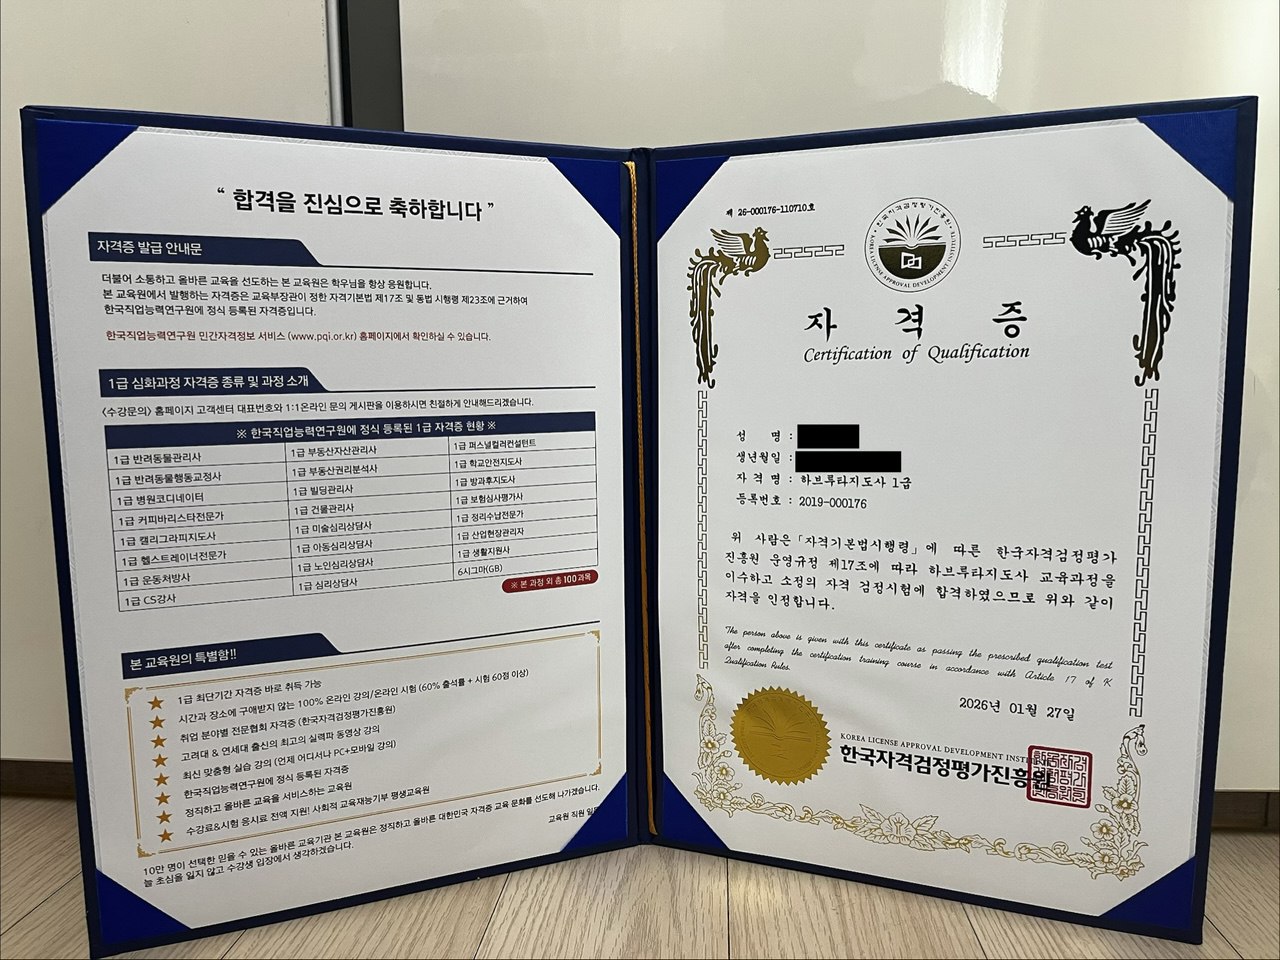 “ 합격을 진심으로 축하합니다 ”
자격증 발급 안내문
더불어 소통하고 올바른 교육을 선도하는 본 교육원은 학우님을 항상 응원합니다.
본 교육원에서 발행하는 자격증은 교육부장관이 정한 자격기본법 제17조 및 동법 시행령 제23조에 근거하여
한국직업능력연구원에 정식 등록된 자격증입니다.
한국직업능력연구원 민간자격정보 서비스 (www.pqi.or.kr) 홈페이지에서 확인하실 수 있습니다.
1급 심화과정 자격증 종류 및 과정 소개
<수강문의> 홈페이지 고객센터 대표번호와 1:1온라인 문의 게시판을 이용하시면 친절하게 안내해드리겠습니다.
※ 한국직업능력연구원에 정식 등록된 1급 자격증 현황 ※
1급 반려동물관리사 1급 부동산자산관리사 1급 퍼스널컬러컨설턴트
1급 반려동물행동교정사 1급 부동산권리분석사 1급 학교안전지도사
1급 병원코디네이터 1급 빌딩관리사 1급 방과후지도사
1급 커피바리스타전문가 1급 건물관리사 1급 보험심사평가사
1급 캘리그라피지도사 1급 미술심리상담사 1급 정리수납전문가
1급 헬스트레이너전문가 1급 아동심리상담사 1급 산업현장관리자
1급 운동처방사 1급 노인심리상담사 1급 생활지원사
1급 CS강사 1급 심리상담사 6시그마(GB)
※ 본 과정 외 총 100과목
본 교육원의 특별함!!
1급 최단기간 자격증 바로 취득 가능
시간과 장소에 구애받지 않는 100% 온라인 강의/온라인 시험 (60% 출석률 + 시험 60점 이상)
취업 분야별 전문협회 자격증 (한국자격검정평가진흥원)
고려대 & 연세대 출신의 최고의 실력파 동영상 강의
최신 맞춤형 실습 강의 (언제 어디서나 PC+모바일 강의)
한국직업능력연구원에 정식 등록된 자격증
정직하고 올바른 교육을 서비스하는 교육원
수강료&시험 응시료 전액 지원! 사회적 교육재능기부 평생교육원
10만 명이 선택한 믿을 수 있는 올바른 교육기관 본 교육원은 정직하고 올바른 대한민국 자격증 교육 문화를 선도해 나가겠습니다.
늘 초심을 잃지 않고 수강생 입장에서 생각하겠습니다.
교육원 직원 일동
제 26-000176-110710호
한국자격검정평가진흥원
KOREA LICENSE APPROVAL DEVELOPMENT INSTITUTE
자 격 증
Certification of Qualification
성 명 :
생년월일 :
자 격 명 : 하브루타지도사 1급
등록번호 : 2019-000176
위 사람은 「자격기본법시행령」에 따른 한국자격검정평가
진흥원 운영규정 제17조에 따라 하브루타지도사 교육과정을
이수하고 소정의 자격 검정시험에 합격하였으므로 위와 같이
자격을 인정합니다.
The person above is given with this certificate as passing the prescribed qualification test
after completing the certification training course in accordance with Article 17 of K
Qualification Rules.
2026년 01월 27일
KOREA LICENSE APPROVAL DEVELOPMENT INSTI
한국자격검정평가진흥원